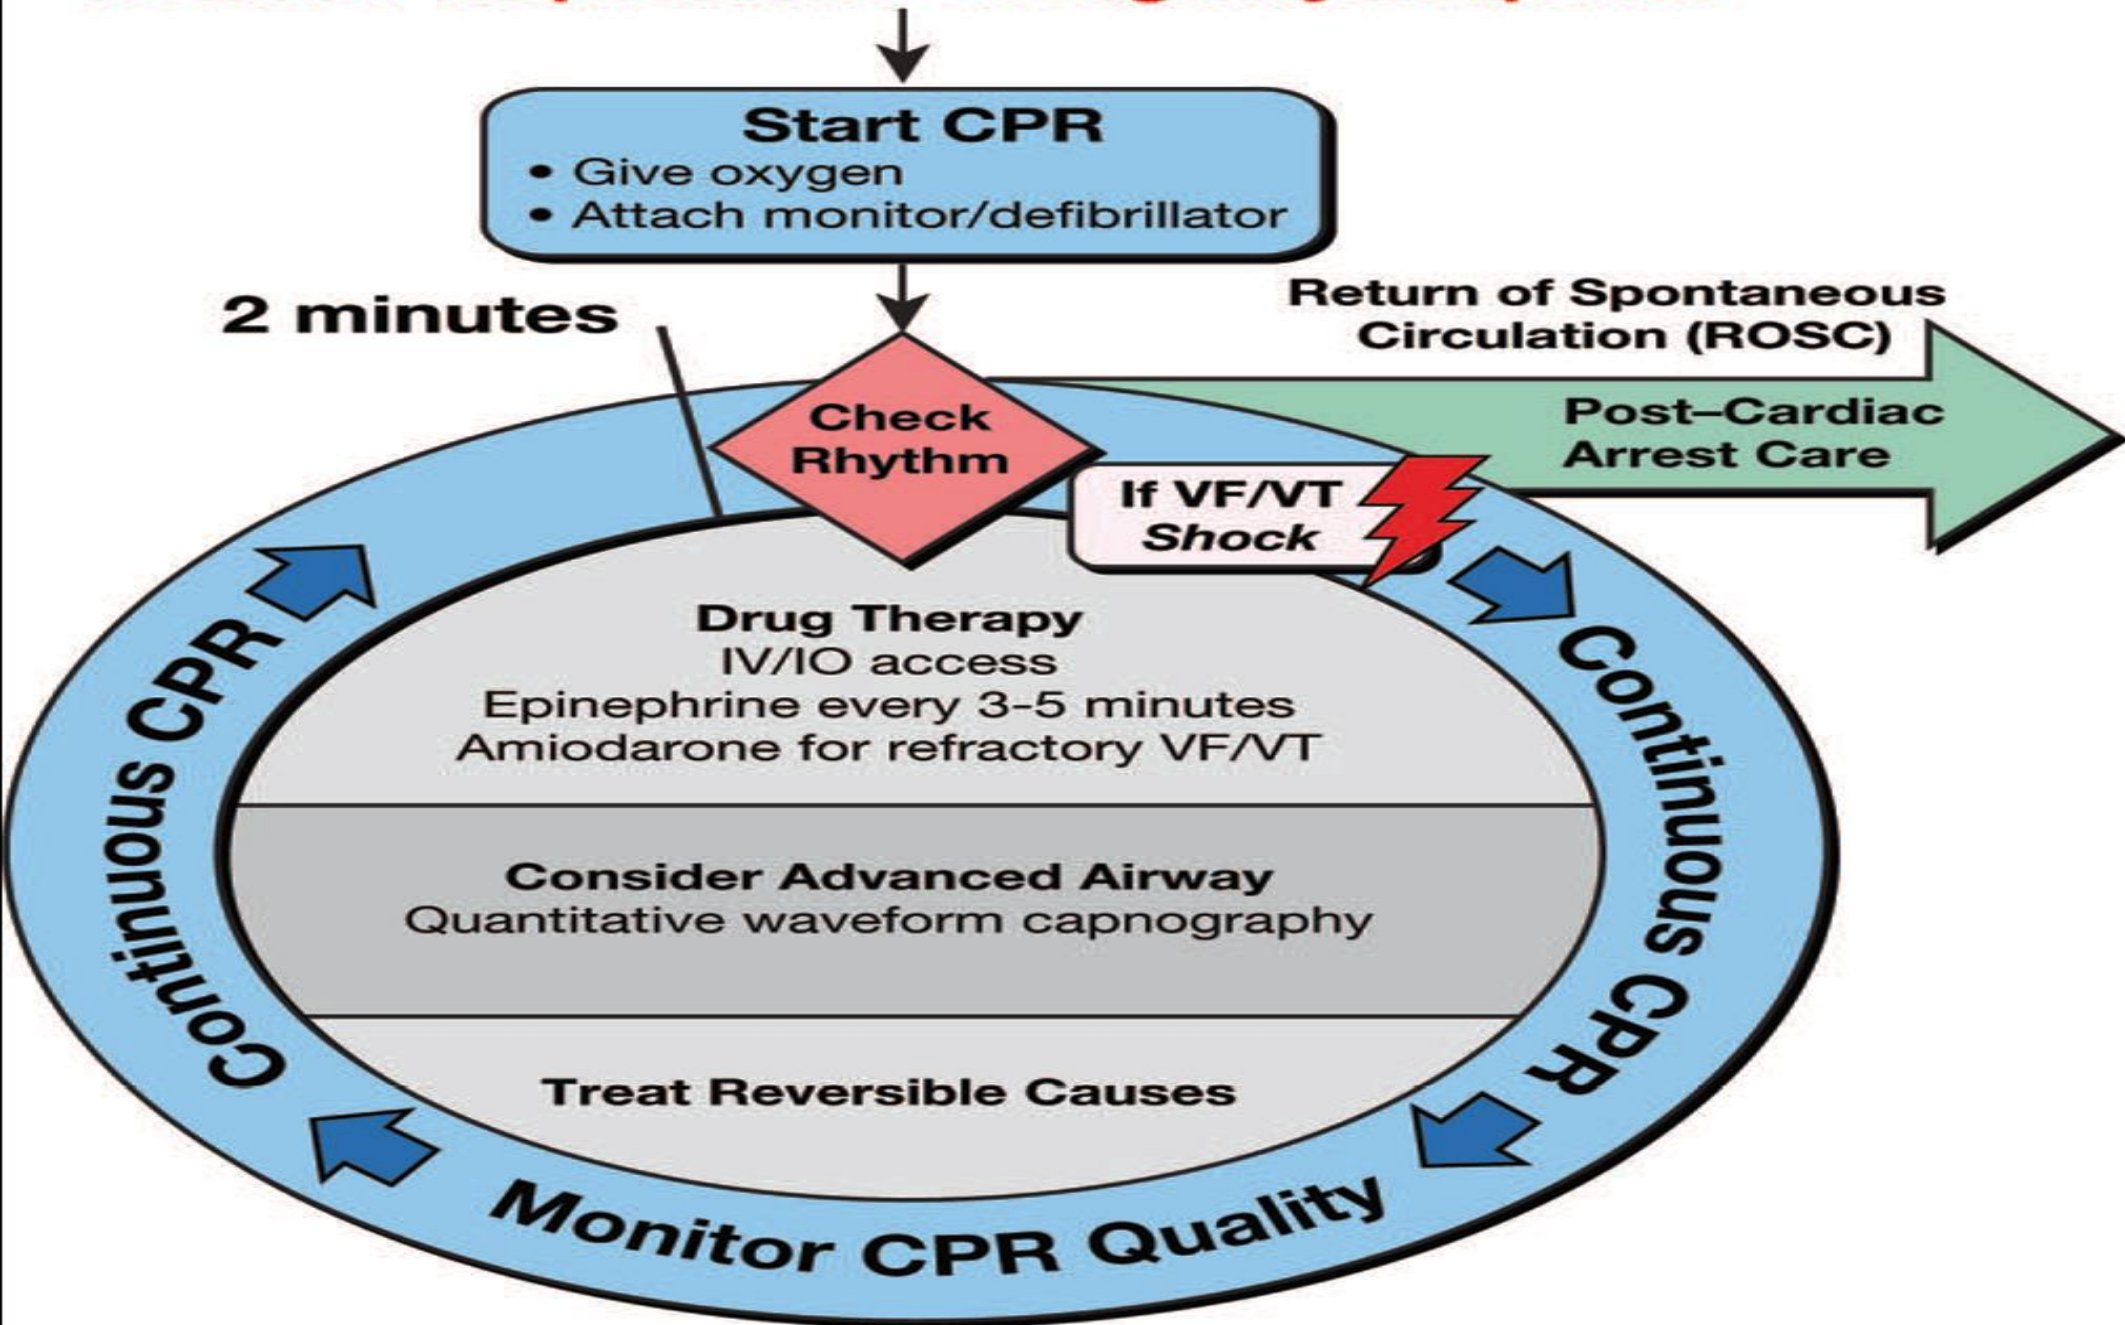 Start CPR
• Give oxygen
• Attach monitor/defibrillator
2 minutes
Return of Spontaneous
Circulation (ROSC)
Check
Rhythm
Post–Cardiac
Arrest Care
If VF/VT
Shock
Drug Therapy
IV/IO access
Epinephrine every 3-5 minutes
Amiodarone for refractory VF/VT
Consider Advanced Airway
Quantitative waveform capnography
Treat Reversible Causes
Continuous CPR
Continuous CPR
Monitor CPR Quality